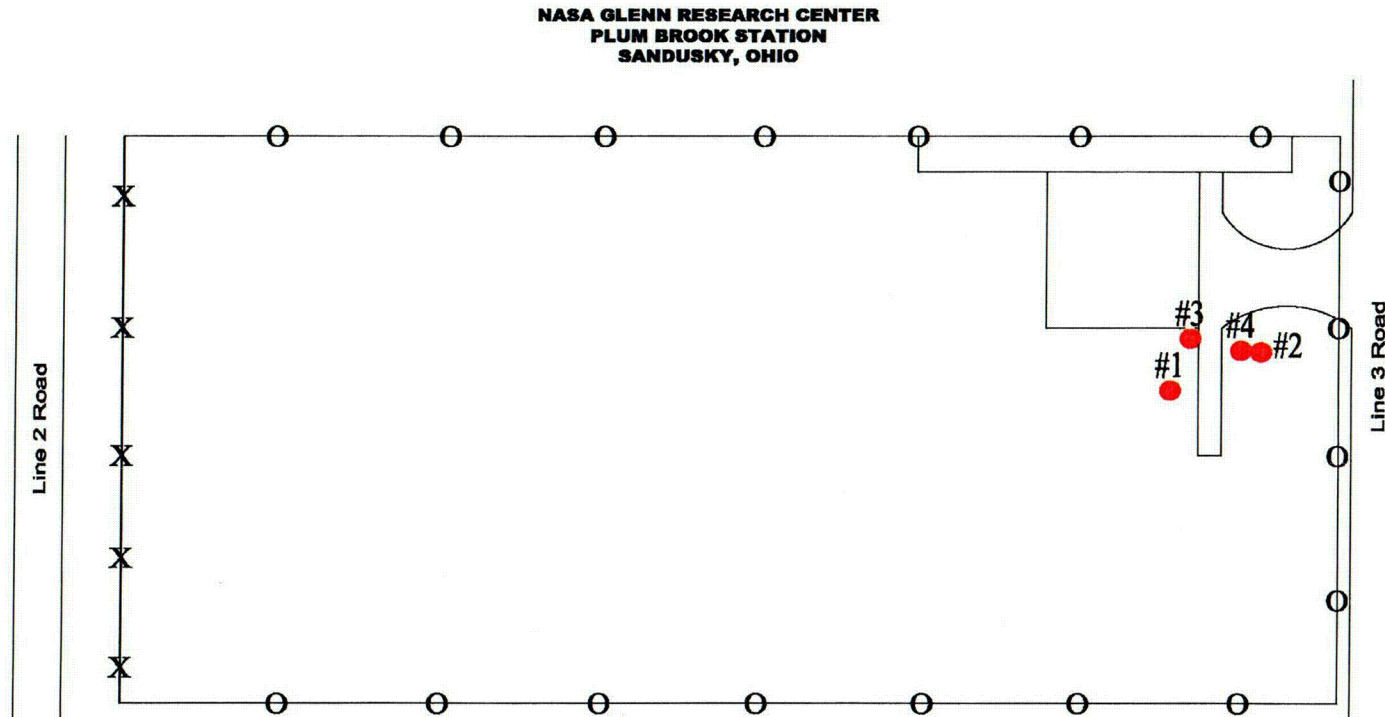 NASA GLENN RESEARCH CENTER
PLUM BROOK STATION
SANDUSKY, OHIO
O O O O O O O
X
O
Line 2 Road
Line 3 Road
X
#3
#4
#2
O
#1
X
O
X
O
X
O O O O O O O